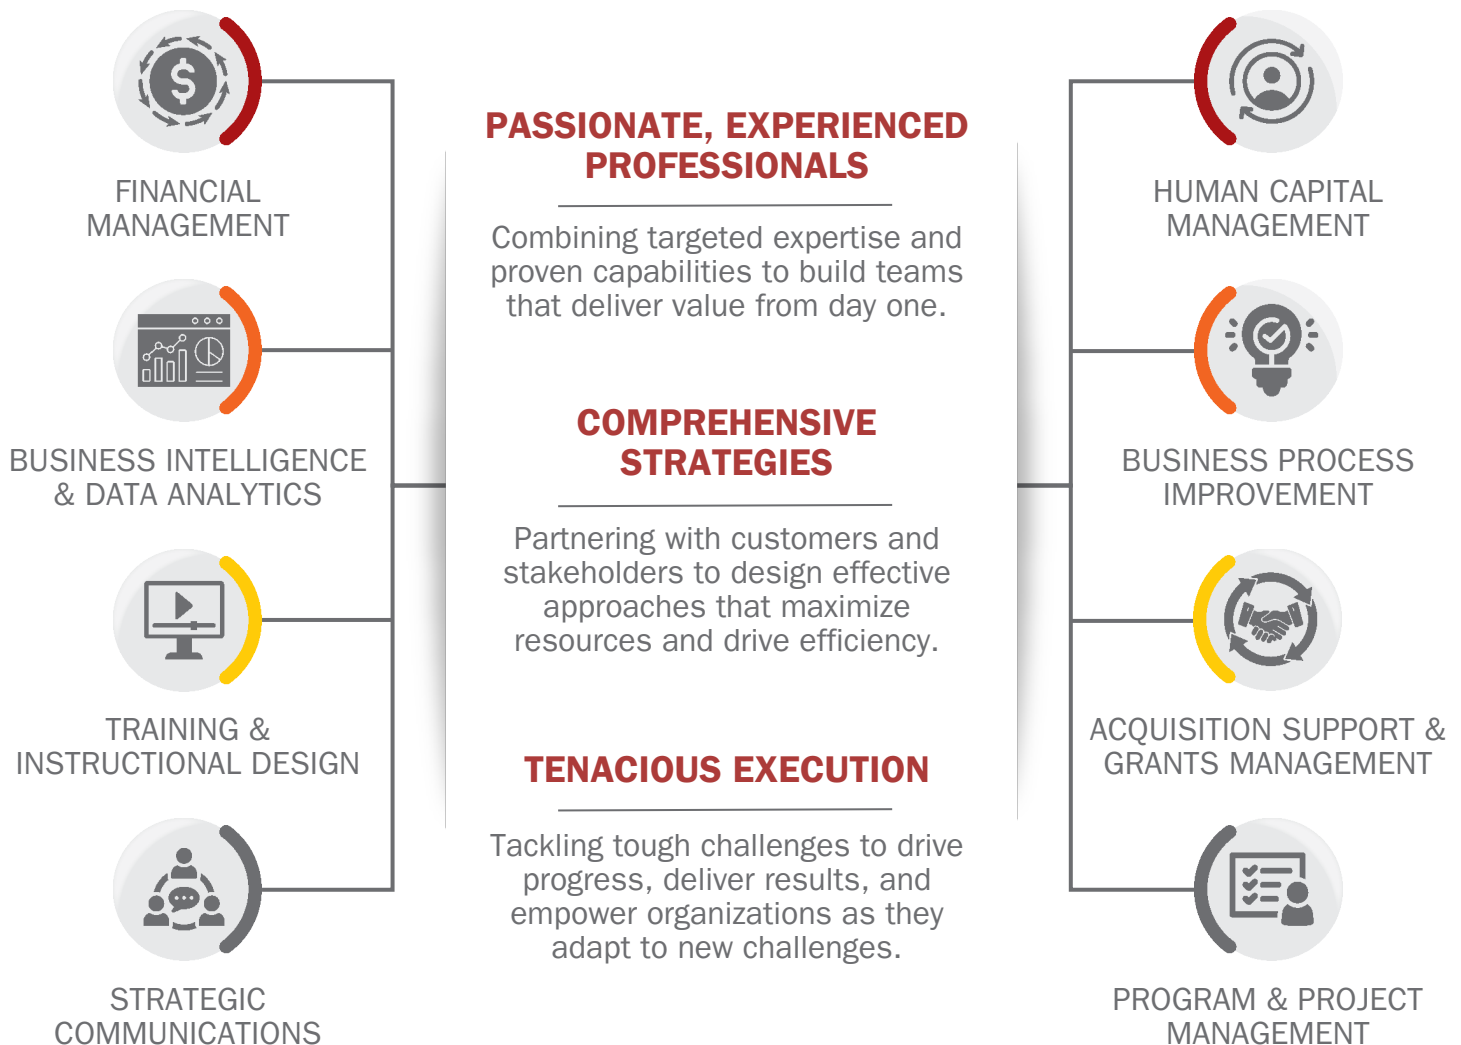 FINANCIAL
MANAGEMENT
BUSINESS INTELLIGENCE
& DATA ANALYTICS
TRAINING &
INSTRUCTIONAL DESIGN
STRATEGIC
COMMUNICATIONS
PASSIONATE, EXPERIENCED
PROFESSIONALS
Combining targeted expertise and
proven capabilities to build teams
that deliver value from day one.
COMPREHENSIVE
STRATEGIES
Partnering with customers and
stakeholders to design effective
approaches that maximize
resources and drive efficiency.
TENACIOUS EXECUTION
Tackling tough challenges to drive
progress, deliver results, and
empower organizations as they
adapt to new challenges.
HUMAN CAPITAL
MANAGEMENT
BUSINESS PROCESS
IMPROVEMENT
ACQUISITION SUPPORT &
GRANTS MANAGEMENT
PROGRAM & PROJECT
MANAGEMENT